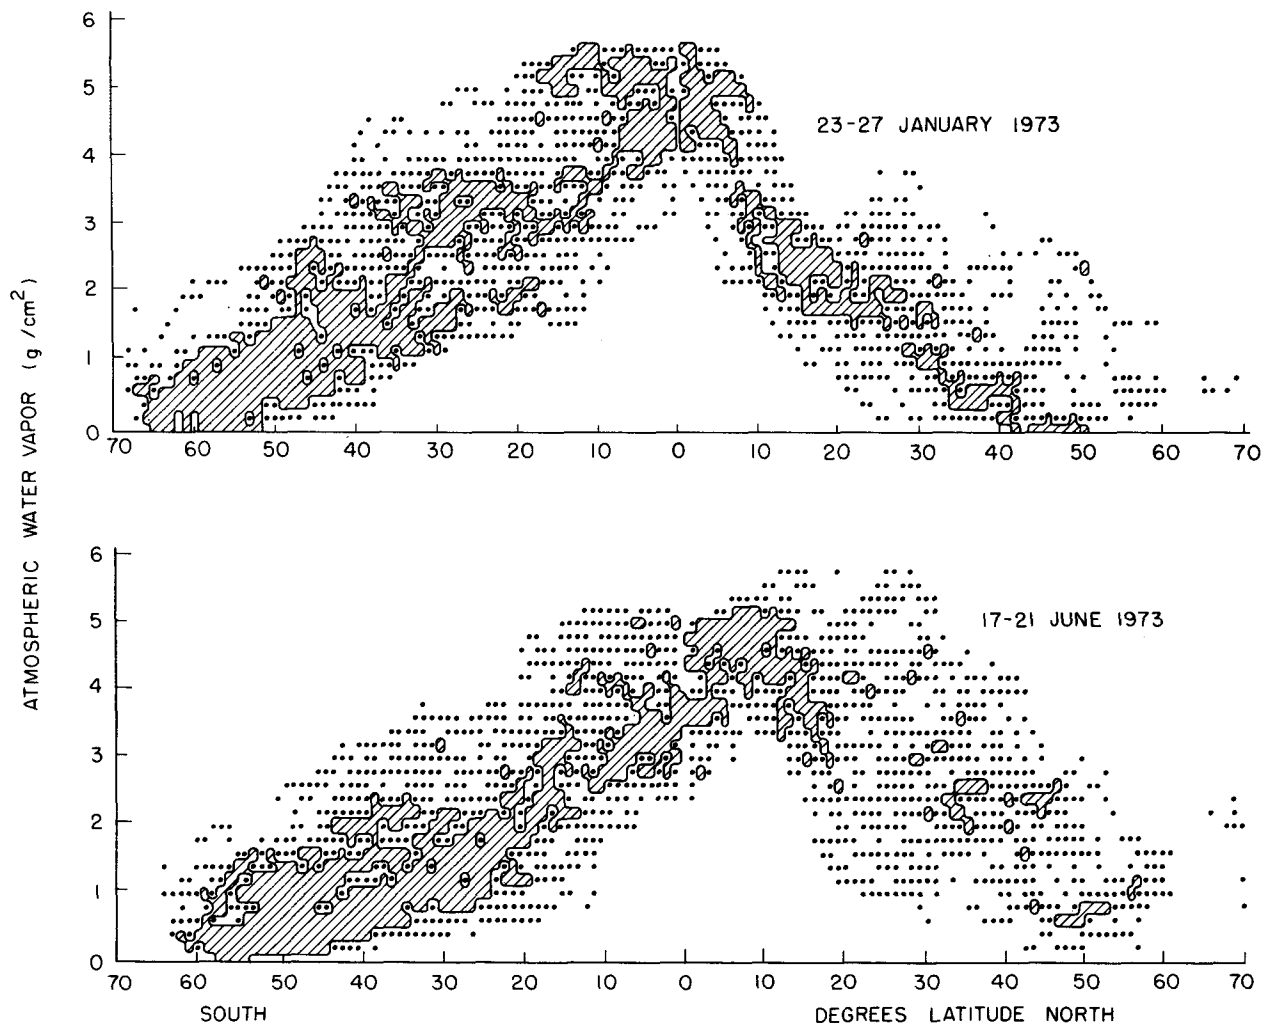 ATMOSPHERIC WATER VAPOR (g/cm²)
6
5
4
3
2
1
0
23-27 JANUARY 1973
70 60 50 40 30 20 10 0 10 20 30 40 50 60 70
6
5
4
3
2
1
0
17-21 JUNE 1973
70 60 50 40 30 20 10 0 10 20 30 40 50 60 70
SOUTH DEGREES LATITUDE NORTH